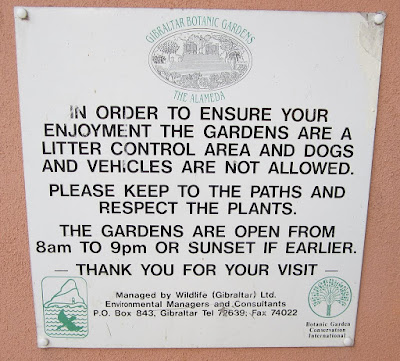 GIBRALTAR BOTANIC GARDENS
THE ALAMEDA
IN ORDER TO ENSURE YOUR
ENJOYMENT THE GARDENS ARE A
LITTER CONTROL AREA AND DOGS
AND VEHICLES ARE NOT ALLOWED.
PLEASE KEEP TO THE PATHS AND
RESPECT THE PLANTS.
THE GARDENS ARE OPEN FROM
8am TO 9pm OR SUNSET IF EARLIER.
— THANK YOU FOR YOUR VISIT —
Managed by Wildlife (Gibraltar) Ltd.
Environmental Managers and Consultants
P.O. Box 843, Gibraltar Tel 72639, Fax 74022
Botanic Garden
Conservation
International